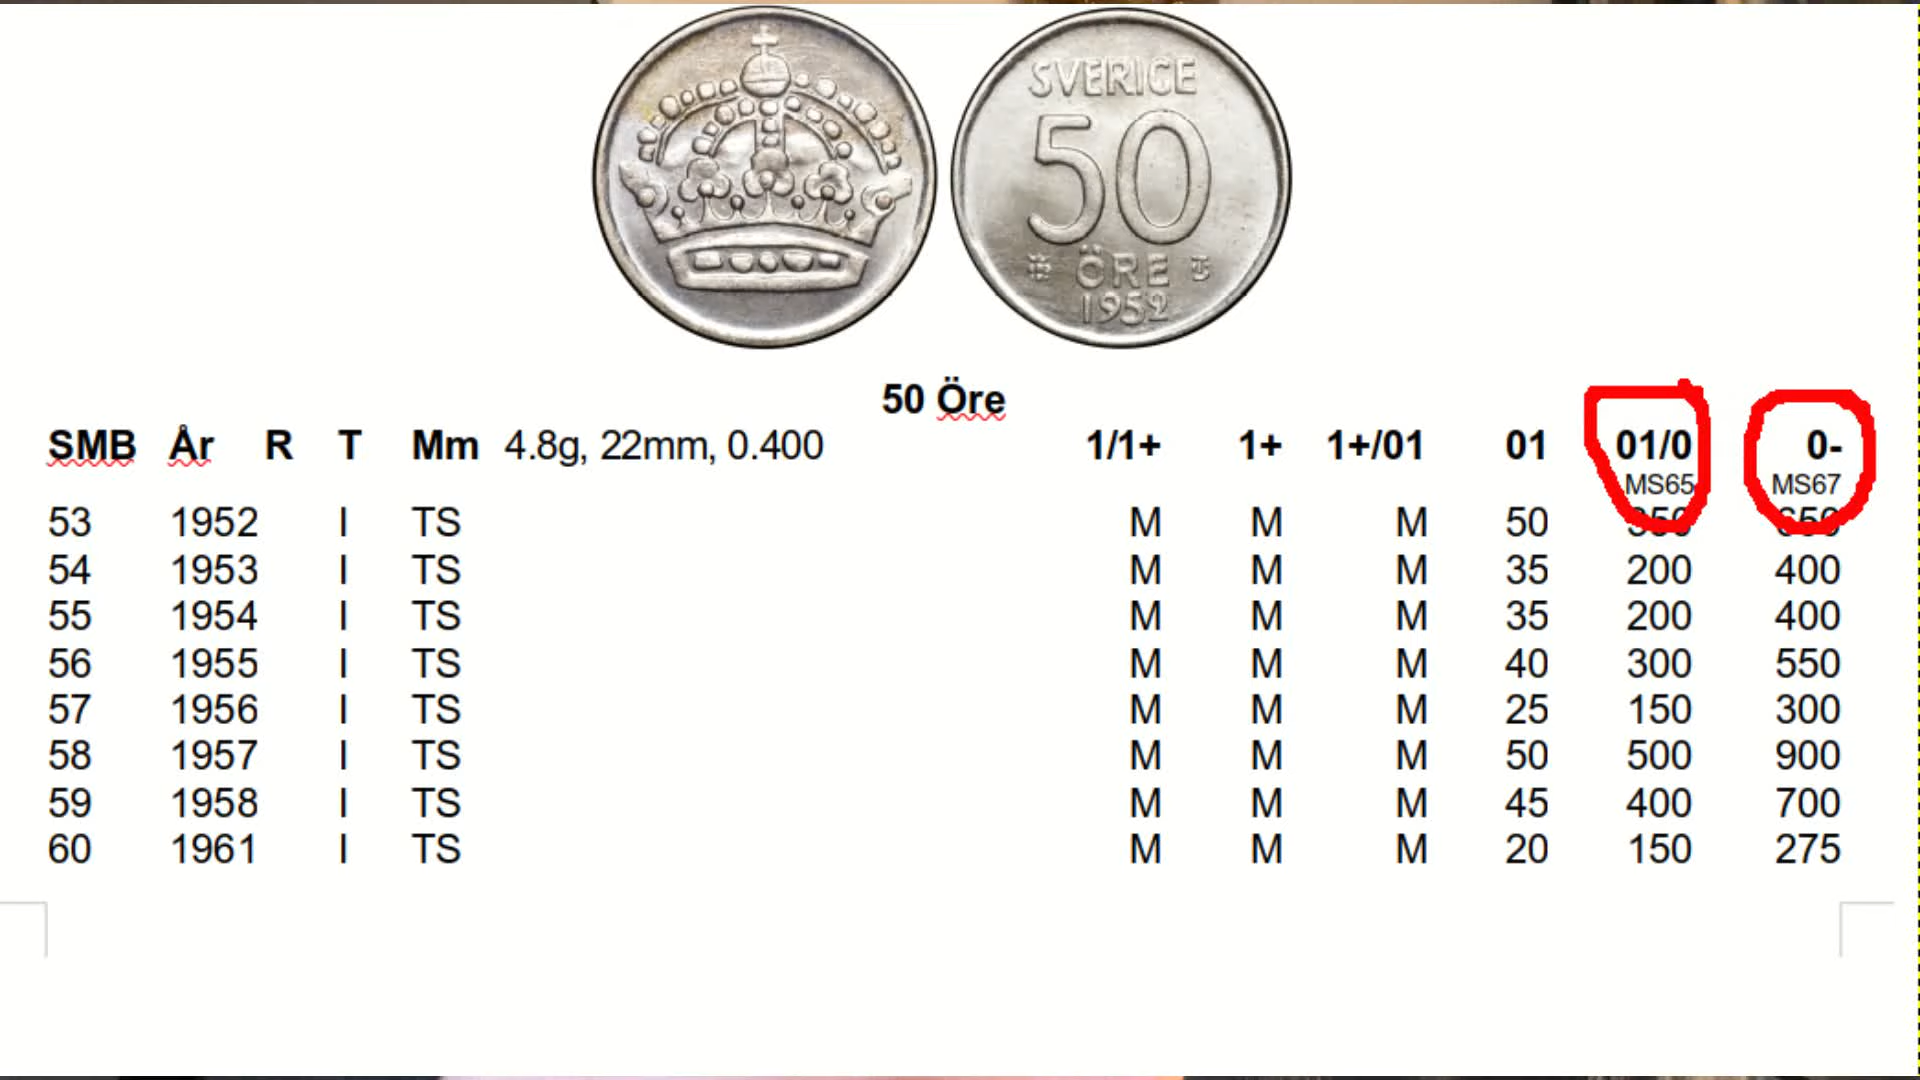 SVERIGE
50
ÖRE
1952
50 Öre
SMB År R T Mm 4.8g, 22mm, 0.400 1/1+ 1+ 1+/01 01 01/0 0-
MS65 MS67
53 1952 I TS M M M 50 350 650
54 1953 I TS M M M 35 200 400
55 1954 I TS M M M 35 200 400
56 1955 I TS M M M 40 300 550
57 1956 I TS M M M 25 150 300
58 1957 I TS M M M 50 500 900
59 1958 I TS M M M 45 400 700
60 1961 I TS M M M 20 150 275